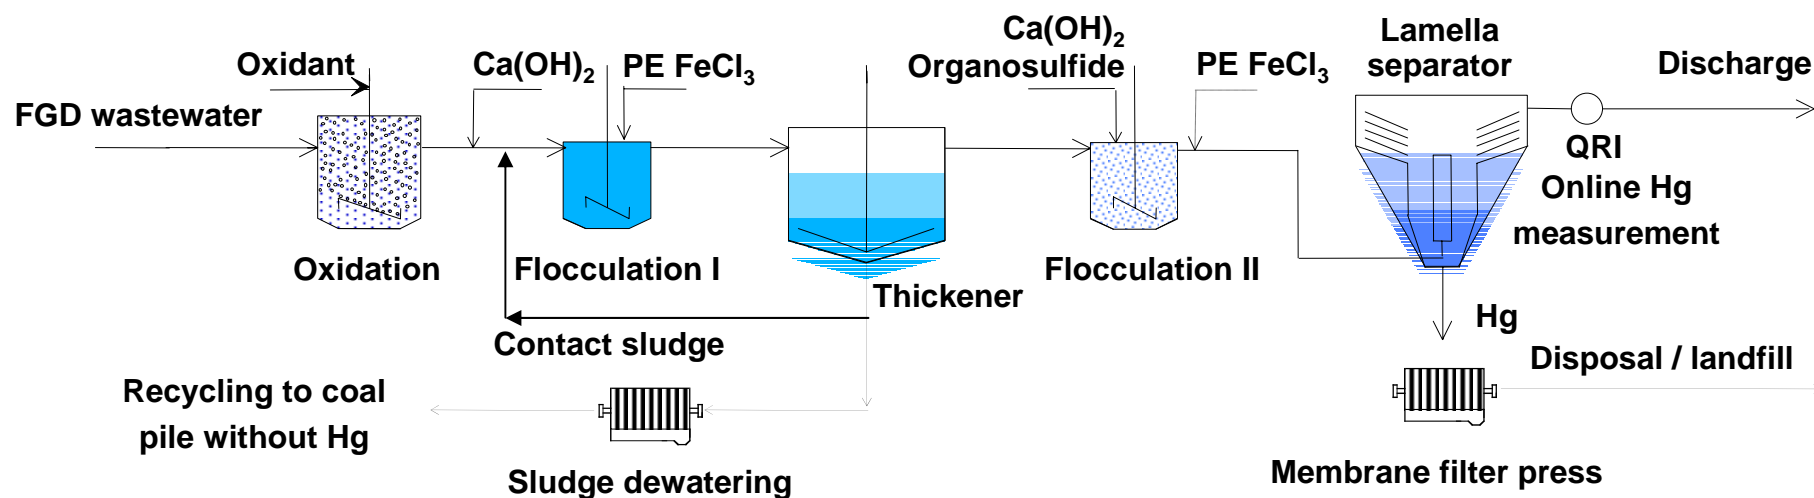 Oxidant
Ca(OH)₂
PE FeCl₃
Ca(OH)₂
Organosulfide
PE FeCl₃
Lamella
separator
Discharge
FGD wastewater
QRI
Online Hg
measurement
Oxidation
Flocculation I
Thickener
Flocculation II
Contact sludge
Hg
Disposal / landfill
Recycling to coal
pile without Hg
Sludge dewatering
Membrane filter press